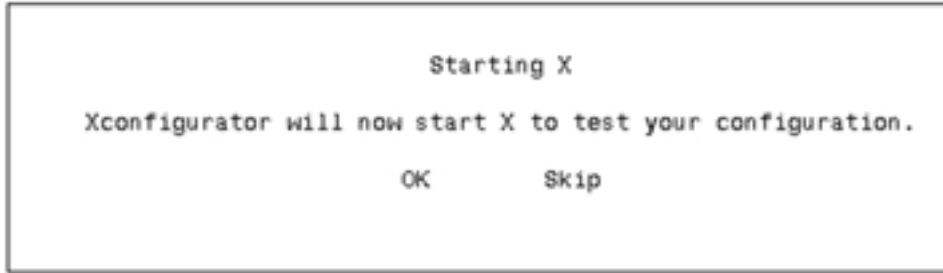 Starting X
Xconfigurator will now start X to test your configuration.
OK Skip